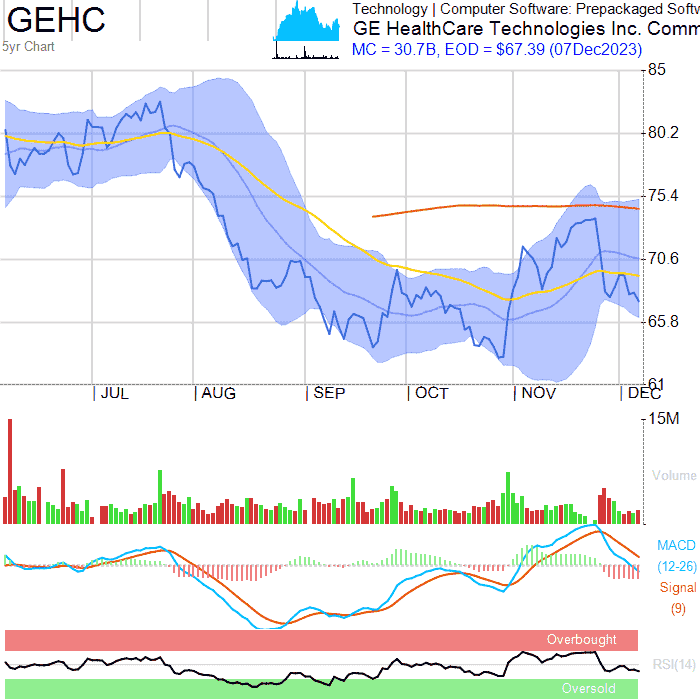 GEHC
Technology | Computer Software: Prepackaged Softw
GE HealthCare Technologies Inc. Comm
5yr Chart
MC = 30.7B, EOD = $67.39 (07Dec2023)
85
80.2
75.4
70.6
65.8
61
JUL AUG SEP OCT NOV DEC
15M
Volume
MACD
(12-26)
Signal
(9)
Overbought
RSI(14)
Oversold